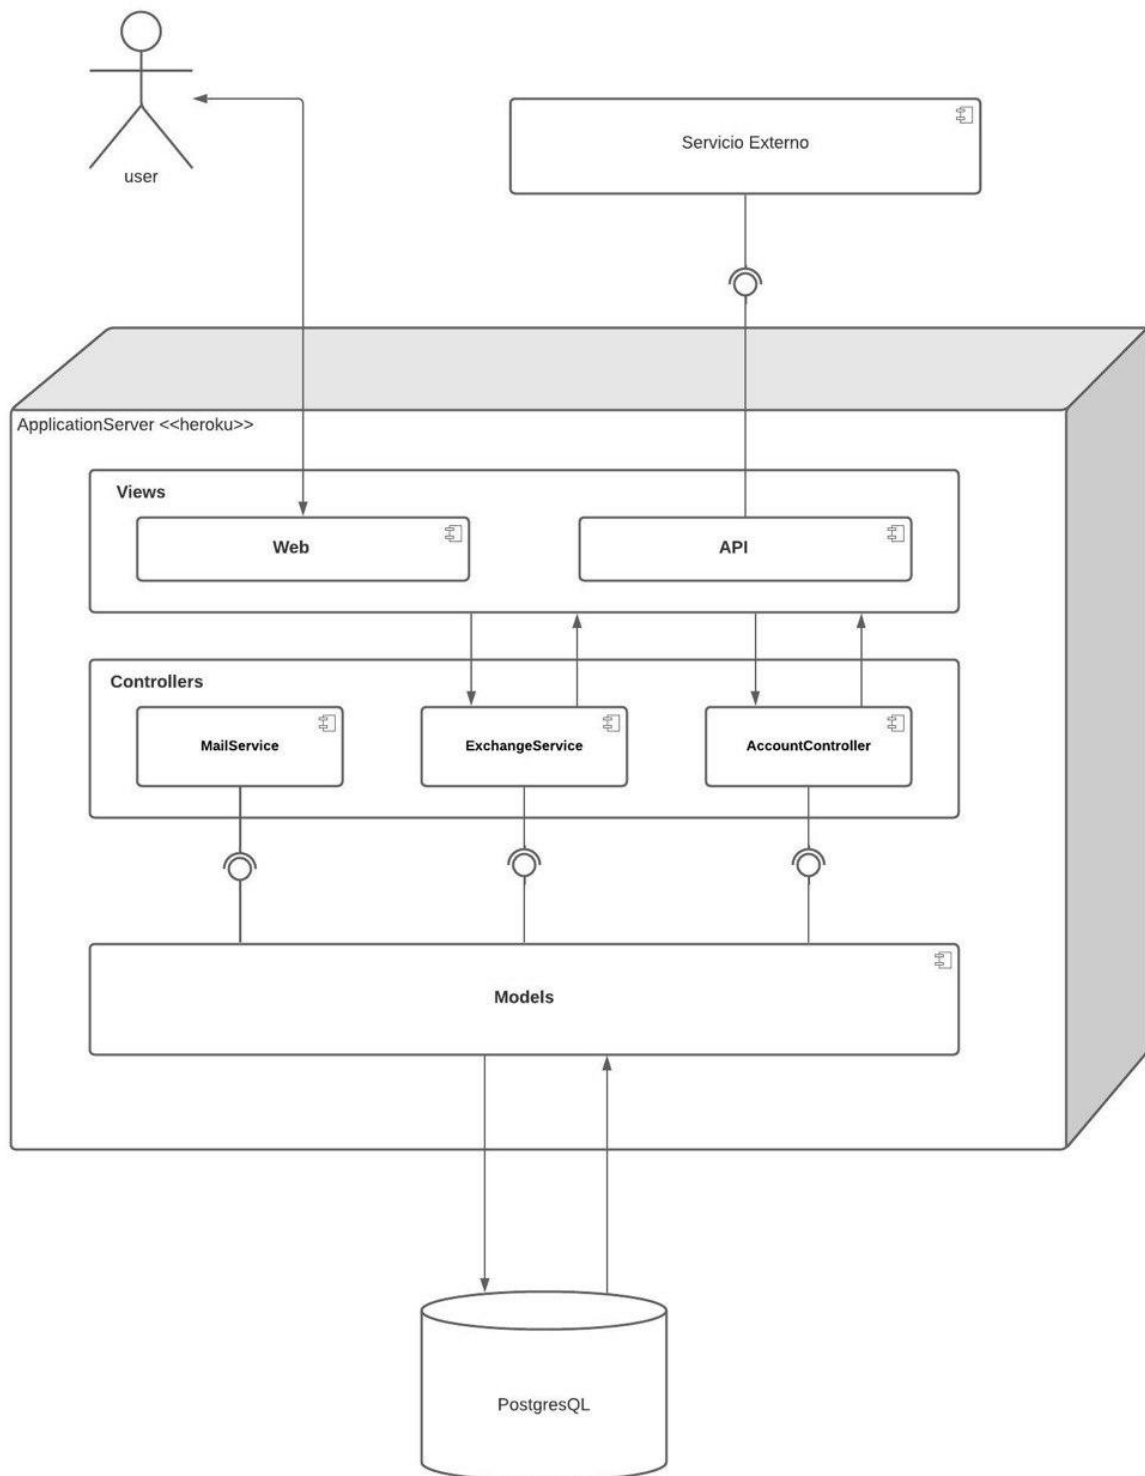 user
Servicio Externo
ApplicationServer <<heroku>>
Views
Web
API
Controllers
MailService
ExchangeService
AccountController
Models
PostgresQL